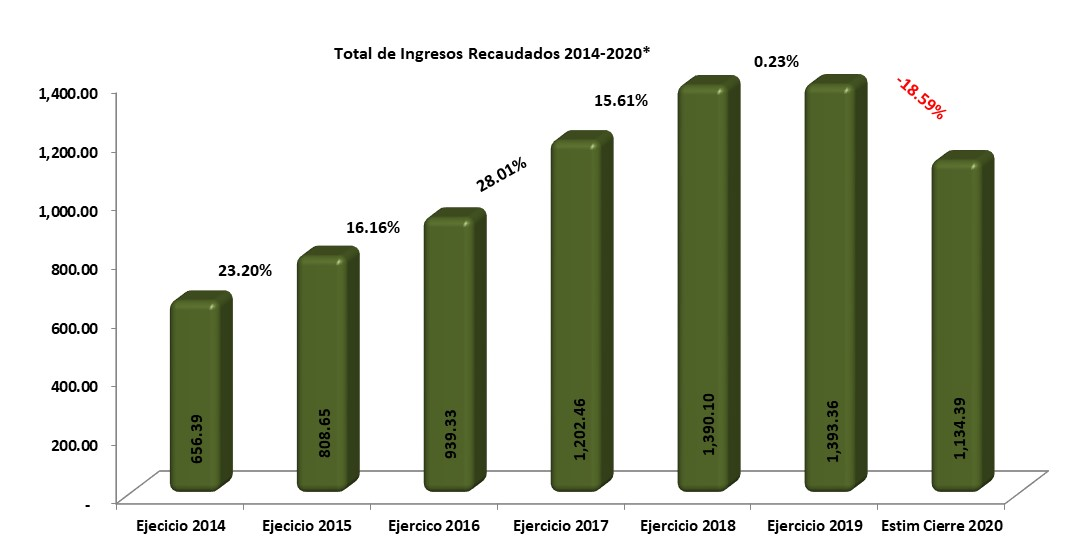 Total de Ingresos Recaudados 2014-2020*
1,400.00
1,200.00
1,000.00
800.00
600.00
400.00
200.00
-
23.20%
16.16%
28.01%
15.61%
0.23%
-18.59%
656.39
808.65
939.33
1,202.46
1,390.10
1,393.36
1,134.39
Ejecicio 2014
Ejecicio 2015
Ejercico 2016
Ejercicio 2017
Ejercicio 2018
Ejercicio 2019
Estim Cierre 2020